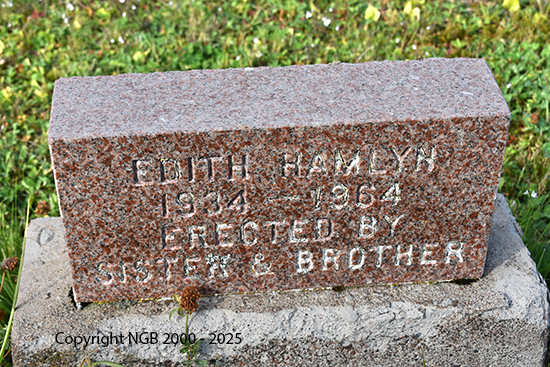 EDITH HAMLYN
1934 - 1964
ERECTED BY
SISTER & BROTHER
Copyright NGB 2000 - 2025